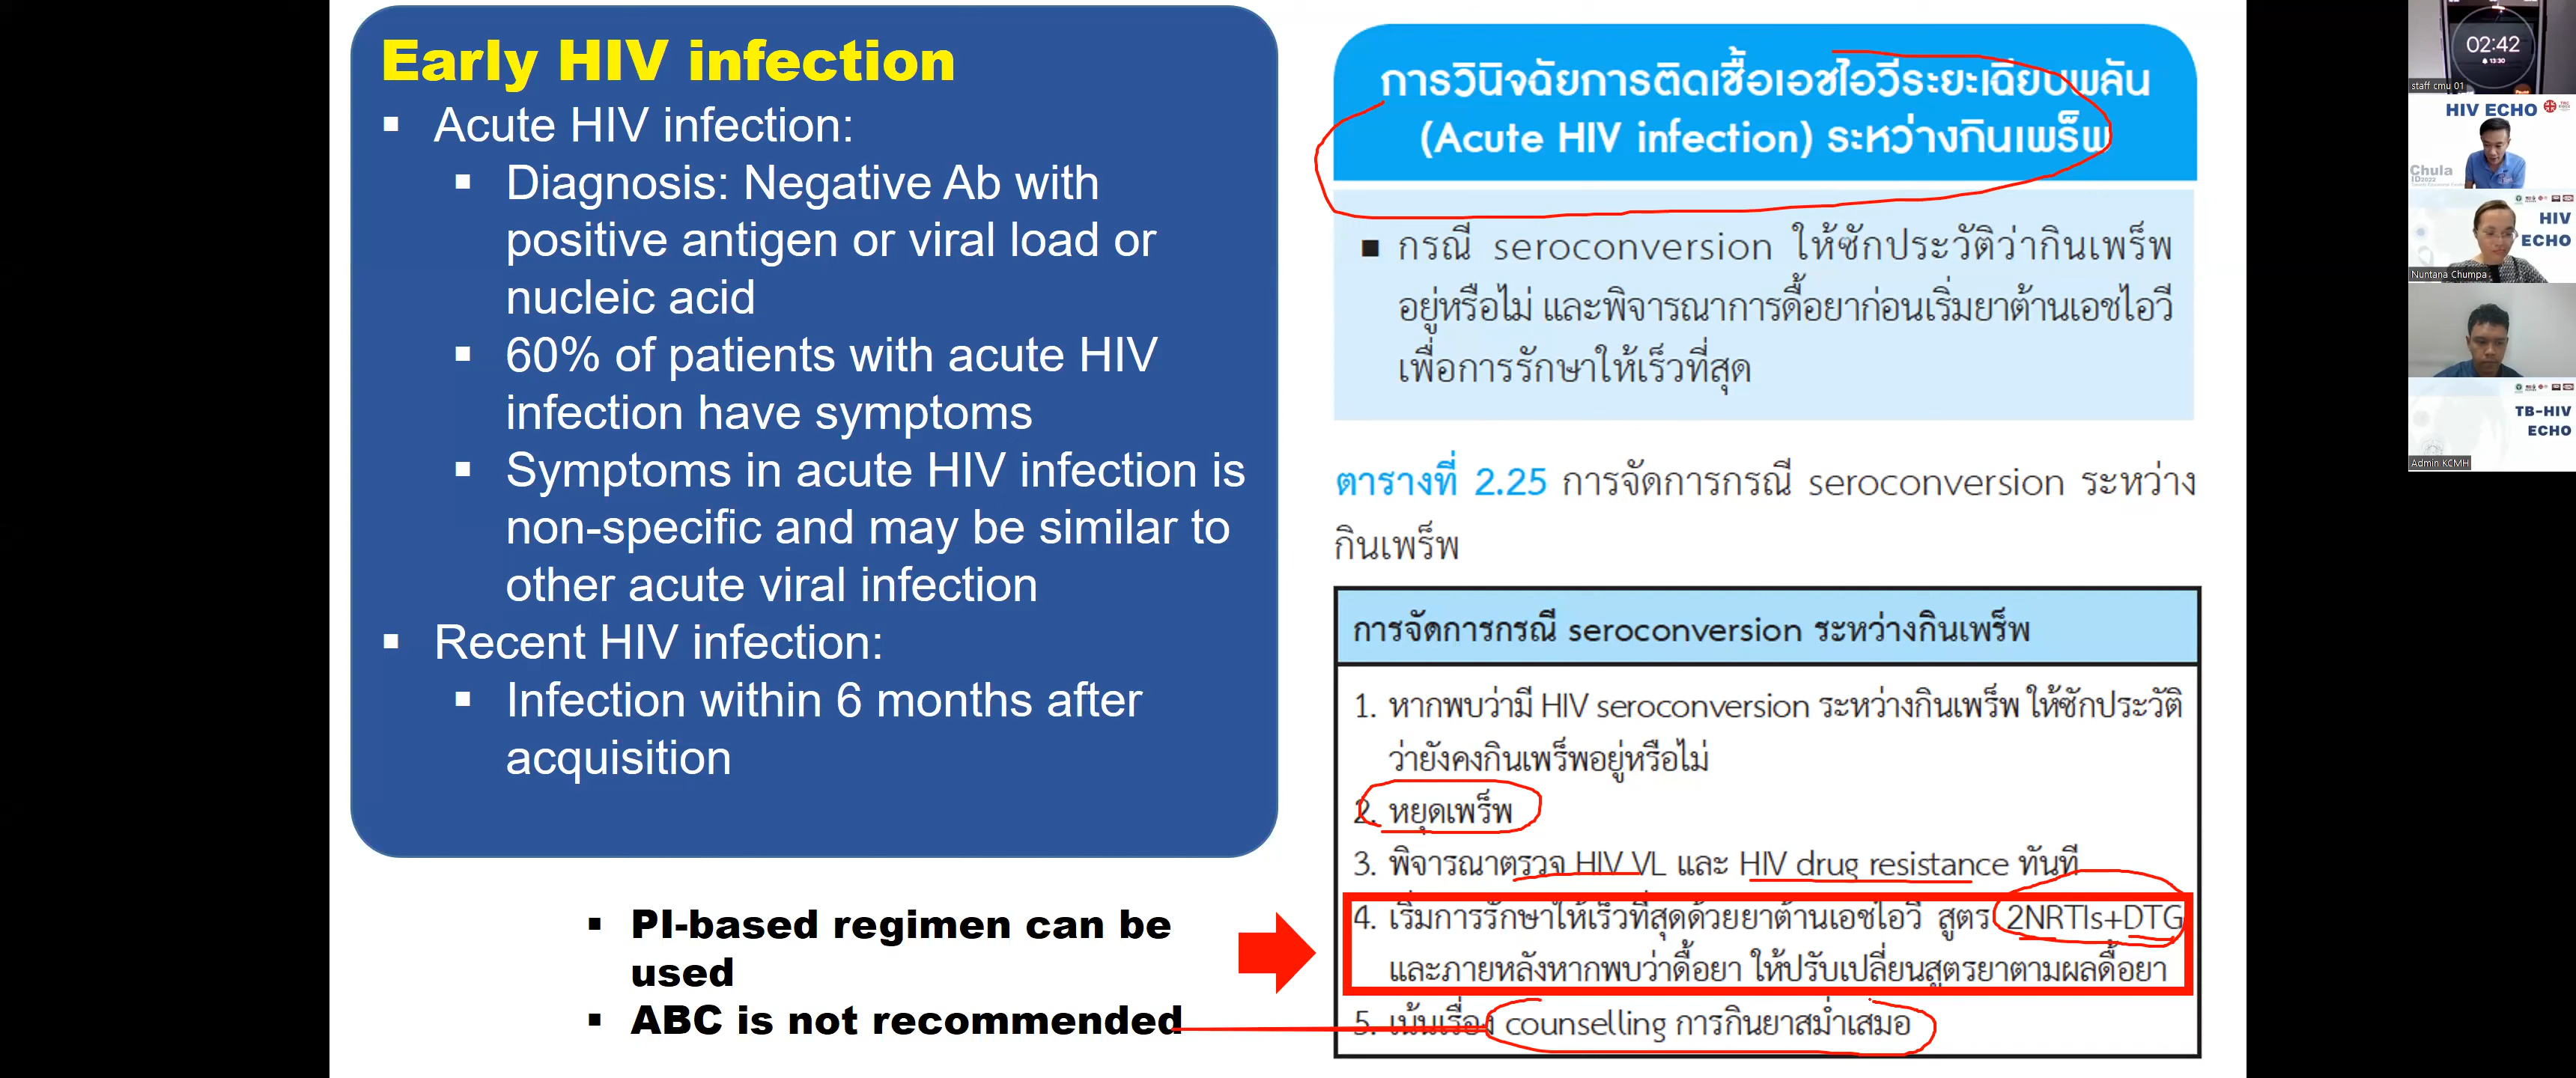 Early HIV infection
Acute HIV infection:
Diagnosis: Negative Ab with
positive antigen or viral load or
nucleic acid
60% of patients with acute HIV
infection have symptoms
Symptoms in acute HIV infection is
non-specific and may be similar to
other acute viral infection
Recent HIV infection:
Infection within 6 months after
acquisition
PI-based regimen can be
used
ABC is not recommended
การวินิจฉัยการติดเชื้อเอชไอวีระยะเฉียบพลัน
(Acute HIV infection) ระหว่างกินเพร็พ
กรณี seroconversion ให้ซักประวัติว่ากินเพร็พ
อยู่หรือไม่ และพิจารณาการดื้อยาก่อนเริ่มยาต้านเอชไอวี
เพื่อการรักษาให้เร็วที่สุด
ตารางที่ 2.25 การจัดการกรณี seroconversion ระหว่าง
กินเพร็พ
การจัดการกรณี seroconversion ระหว่างกินเพร็พ
1. หากพบว่ามี HIV seroconversion ระหว่างกินเพร็พ ให้ซักประวัติ
ว่ายังคงกินเพร็พอยู่หรือไม่
2. หยุดเพร็พ
3. พิจารณาตรวจ HIV VL และ HIV drug resistance ทันที
4. เริ่มการรักษาให้เร็วที่สุดด้วยยาต้านเอชไอวี สูตร 2NRTIs+DTG
และภายหลังหากพบว่าดื้อยา ให้ปรับเปลี่ยนสูตรยาตามผลดื้อยา
5. เน้นเรื่อง counselling การกินยาสม่ำเสมอ
02:42
13:30
staff cmu 01
HIV ECHO
Chula
ID2022
HIV
ECHO
Nuntana Chumpa
TB-HIV
ECHO
Admin KCMH